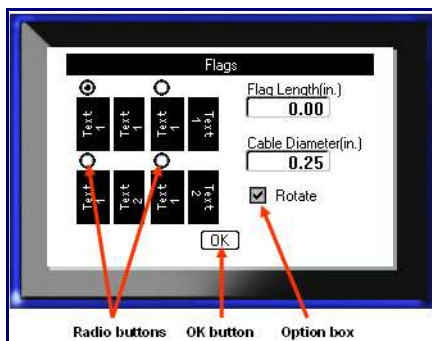 Flags
Flag Length(in.)
0.00
Text 1 Text 1 Text 1 Text 1
Cable Diameter(in.)
0.25
Text 1 Text 2 Text 1 Text 2
Rotate
OK
Radio buttons OK button Option box